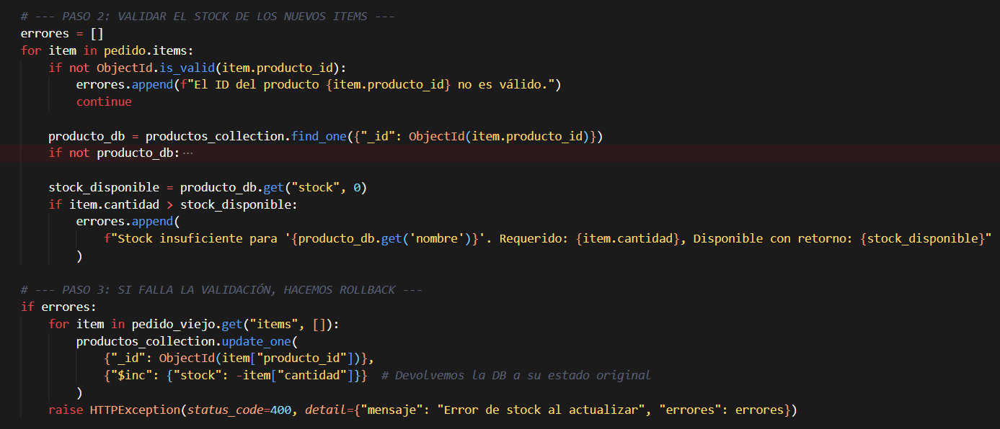 # --- PASO 2: VALIDAR EL STOCK DE LOS NUEVOS ITEMS ---
errores = []
for item in pedido.items:
    if not ObjectId.is_valid(item.producto_id):
        errores.append(f"El ID del producto {item.producto_id} no es válido.")
        continue

    producto_db = productos_collection.find_one({"_id": ObjectId(item.producto_id)})
    if not producto_db:···

    stock_disponible = producto_db.get("stock", 0)
    if item.cantidad > stock_disponible:
        errores.append(
            f"Stock insuficiente para '{producto_db.get('nombre')}'. Requerido: {item.cantidad}, Disponible con retorno: {stock_disponible}"
        )

# --- PASO 3: SI FALLA LA VALIDACIÓN, HACEMOS ROLLBACK ---
if errores:
    for item in pedido_viejo.get("items", []):
        productos_collection.update_one(
            {"_id": ObjectId(item["producto_id"])},
            {"$inc": {"stock": -item["cantidad"]}}  # Devolvemos la DB a su estado original
        )
    raise HTTPException(status_code=400, detail={"mensaje": "Error de stock al actualizar", "errores": errores})